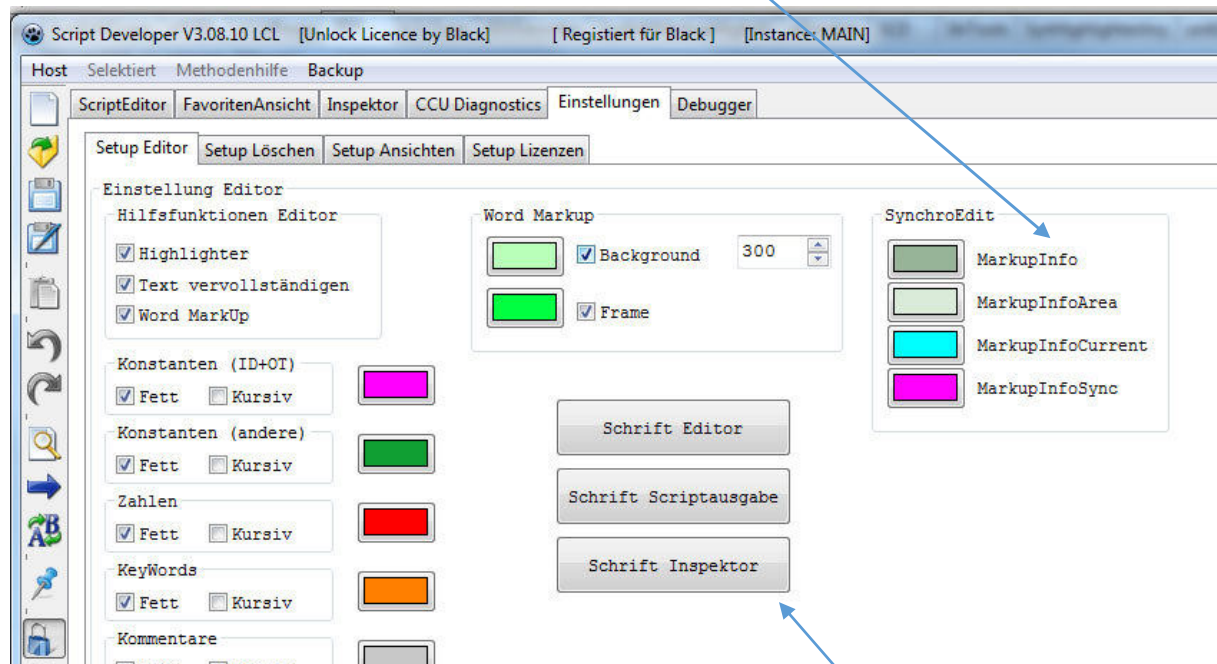 Script Developer V3.08.10 LCL [Unlock Licence by Black] [ Registiert für Black ] [Instance: MAIN]
Host Selektiert Methodenhilfe Backup
ScriptEditor FavoritenAnsicht Inspektor CCU Diagnostics Einstellungen Debugger
Setup Editor Setup Löschen Setup Ansichten Setup Lizenzen
Einstellung Editor
Hilfsfunktionen Editor
Highlighter
Text vervollständigen
Word MarkUp
Word Markup
Background 300
Frame
SynchroEdit
MarkupInfo
MarkupInfoArea
MarkupInfoCurrent
MarkupInfoSync
Konstanten (ID+OT)
Fett Kursiv
Konstanten (andere)
Fett Kursiv
Zahlen
Fett Kursiv
KeyWords
Fett Kursiv
Kommentare
Schrift Editor
Schrift Scriptausgabe
Schrift Inspektor